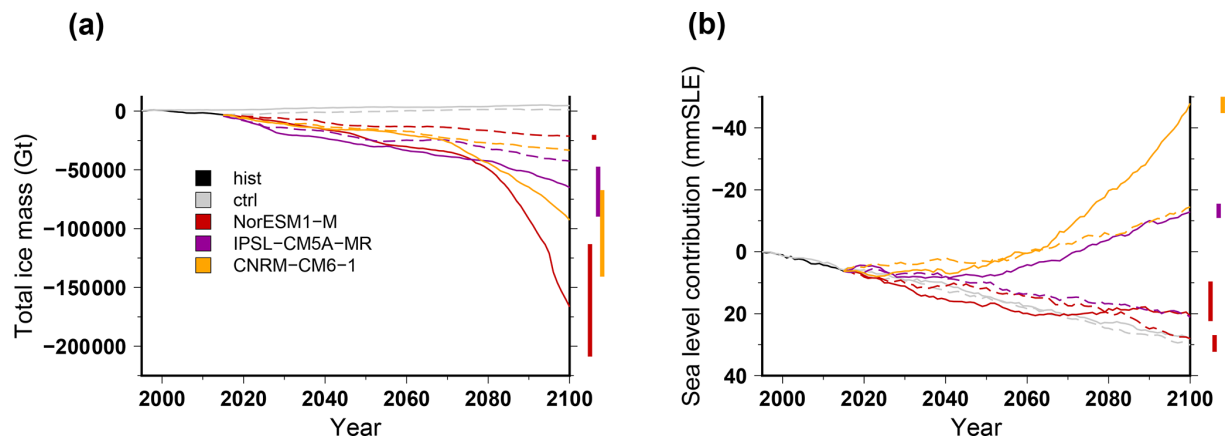 (a)
Total ice mass (Gt)
0
−50000
−100000
−150000
−200000
hist
ctrl
NorESM1−M
IPSL−CM5A−MR
CNRM−CM6−1
2000 2020 2040 2060 2080 2100
Year
(b)
Sea level contribution (mmSLE)
−40
−20
0
20
40
2000 2020 2040 2060 2080 2100
Year